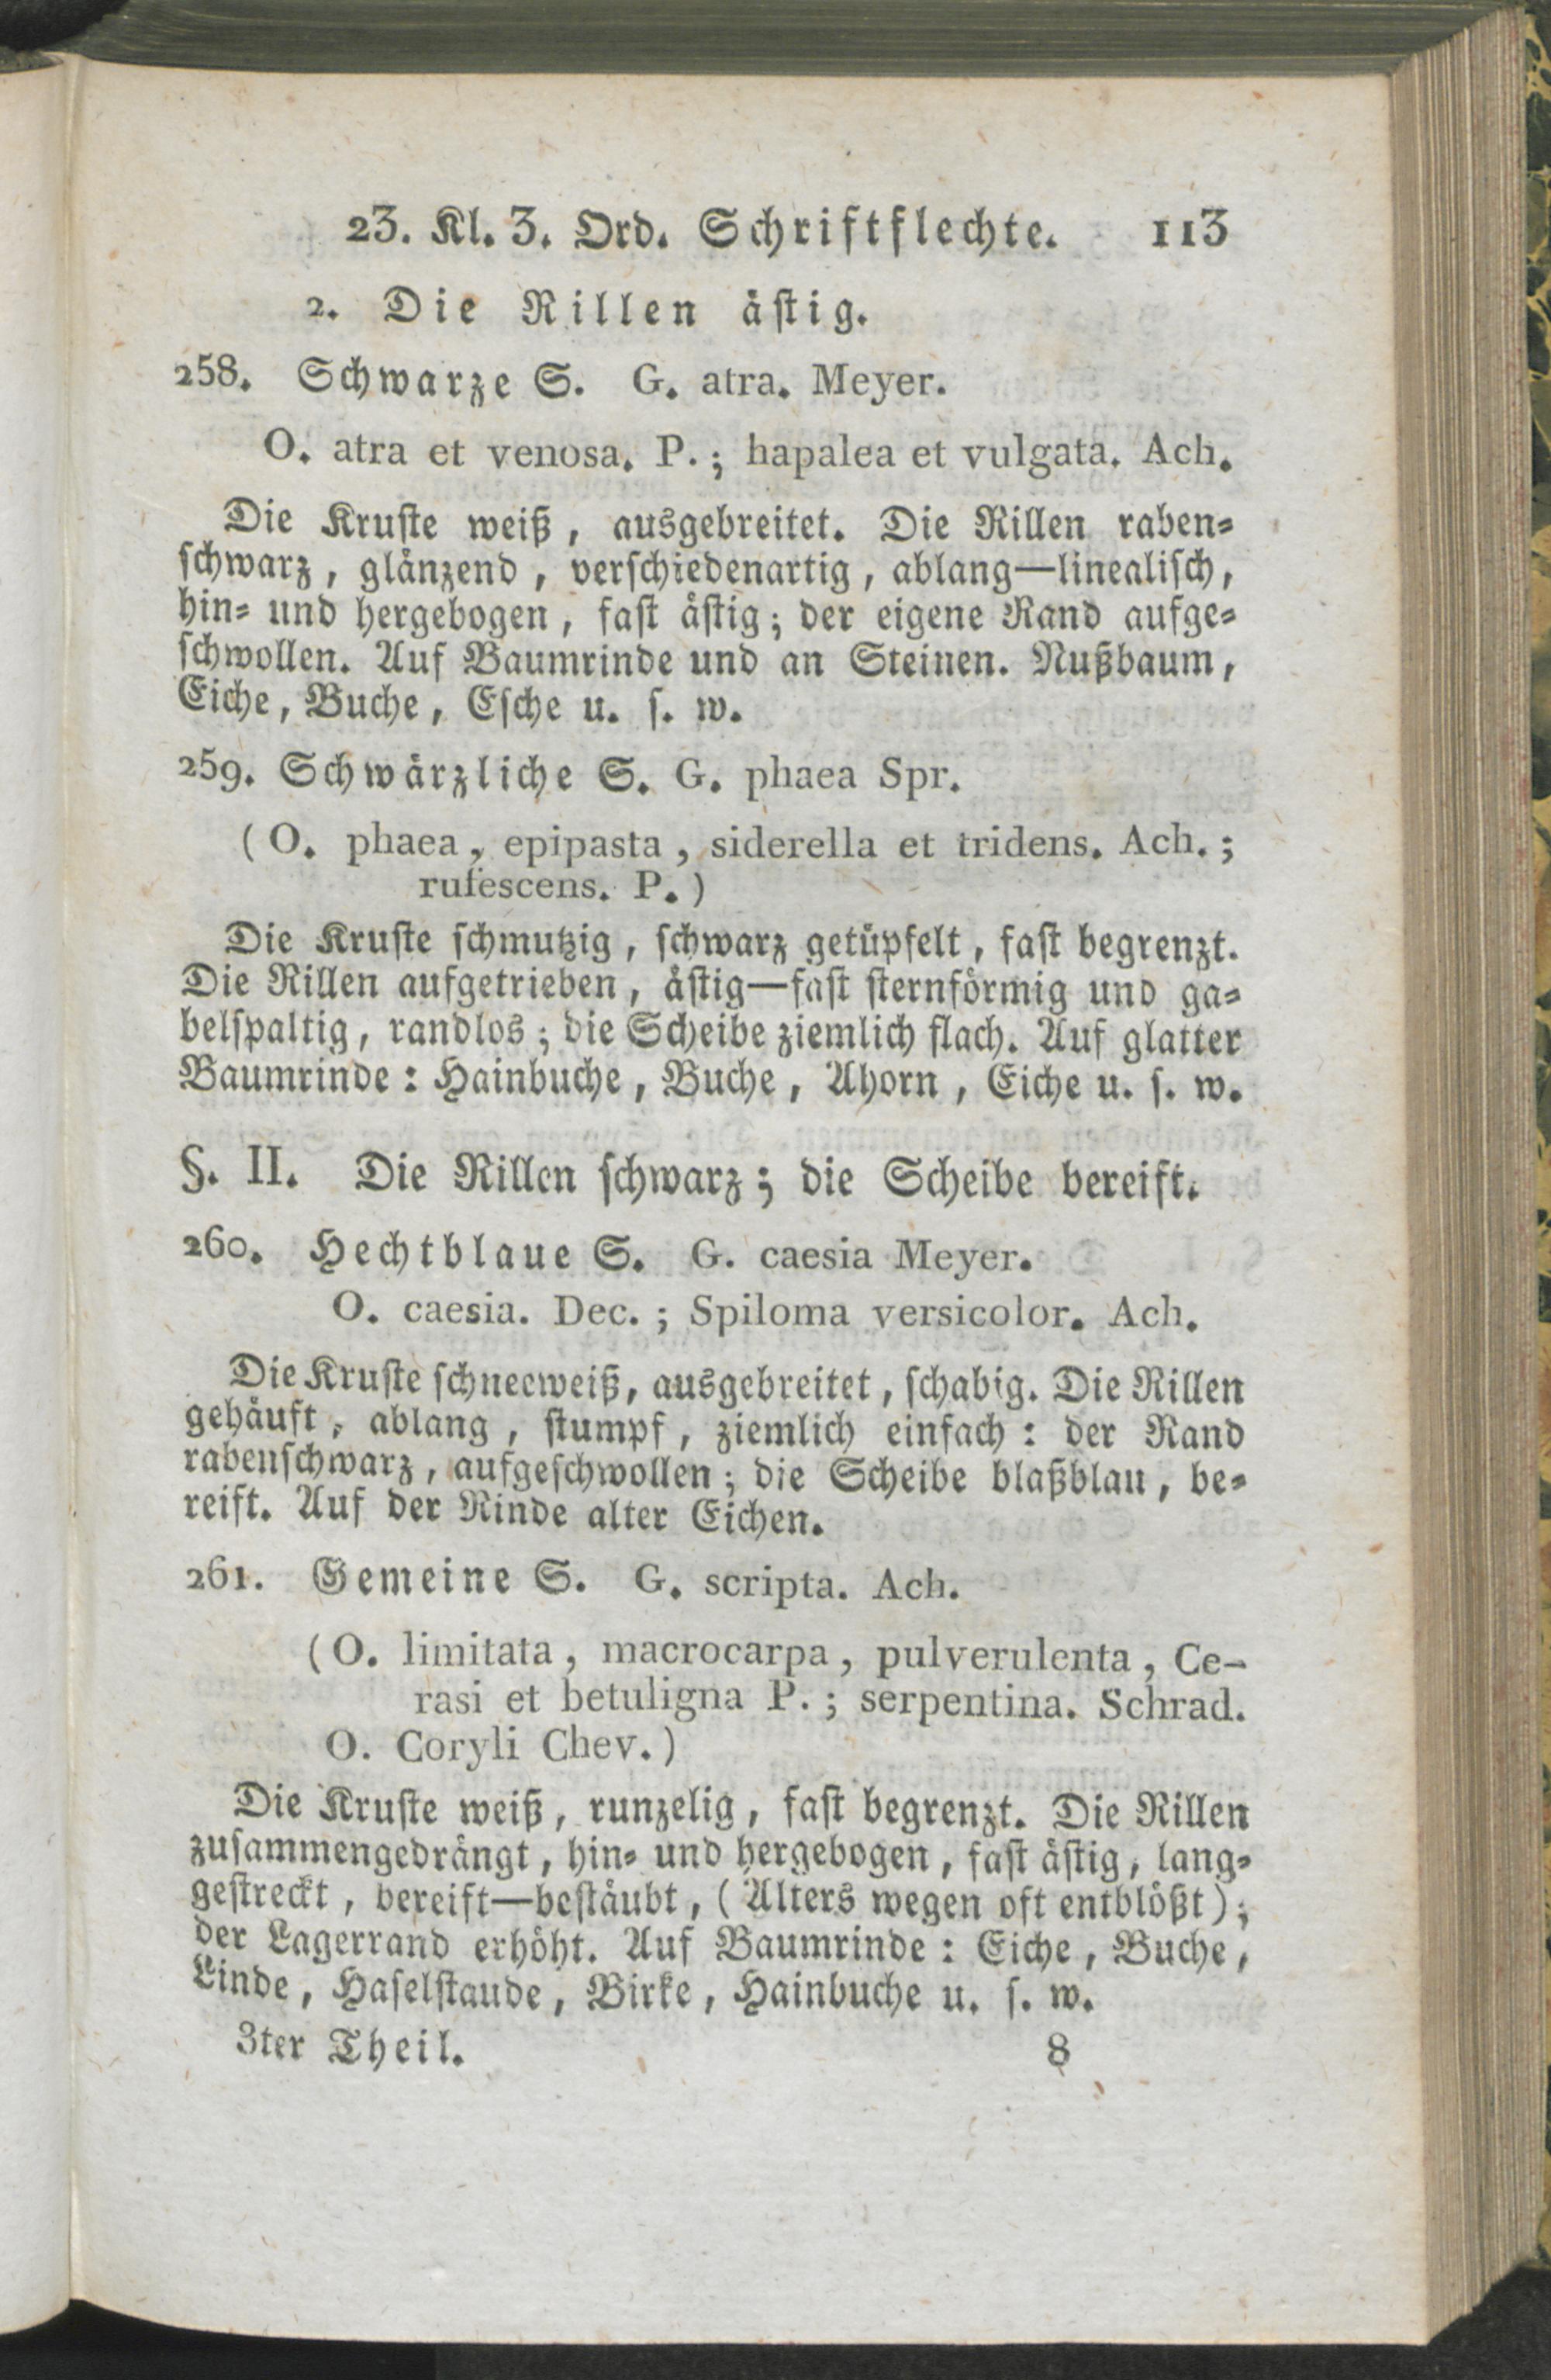 23. Kl. 3. Ord. Schriftflechte. 113
2. Die Rillen ästig.
258. Schwarze S. G. atra. Meyer.
O. atra et venosa. P.; hapalea et vulgata. Ach.
Die Kruste weiß, ausgebreitet. Die Rillen raben-
schwarz, glänzend, verschiedenartig, ablang—linealisch,
hin- und hergebogen, fast ästig; der eigene Rand aufge-
schwollen. Auf Baumrinde und an Steinen. Nußbaum,
Eiche, Buche, Esche u. s. w.
259. Schwärzliche S. G. phaea Spr.
(O. phaea, epipasta, siderella et tridens. Ach.;
rufescens. P.)
Die Kruste schmutzig, schwarz getüpfelt, fast begrenzt.
Die Rillen aufgetrieben, ästig—fast sternförmig und ga-
belspaltig, randlos; die Scheibe ziemlich flach. Auf glatter
Baumrinde: Hainbuche, Buche, Ahorn, Eiche u. s. w.
§. II. Die Rillen schwarz; die Scheibe bereift.
260. Hechtblaue S. G. caesia Meyer.
O. caesia. Dec.; Spiloma versicolor. Ach.
Die Kruste schneeweiß, ausgebreitet, schabig. Die Rillen
gehäuft, ablang, stumpf, ziemlich einfach: der Rand
rabenschwarz, aufgeschwollen; die Scheibe blaßblau, be-
reift. Auf der Rinde alter Eichen.
261. Gemeine S. G. scripta. Ach.
(O. limitata, macrocarpa, pulverulenta, Ce-
rasi et betuligna P.; serpentina. Schrad.
O. Coryli Chev.)
Die Kruste weiß, runzelig, fast begrenzt. Die Rillen
zusammengedrängt, hin- und hergebogen, fast ästig, lang-
gestreckt, bereift—bestäubt, (Alters wegen oft entblößt);
der Lagerrand erhöht. Auf Baumrinde: Eiche, Buche,
Linde, Haselstaude, Birke, Hainbuche u. s. w.
3ter Theil. 8